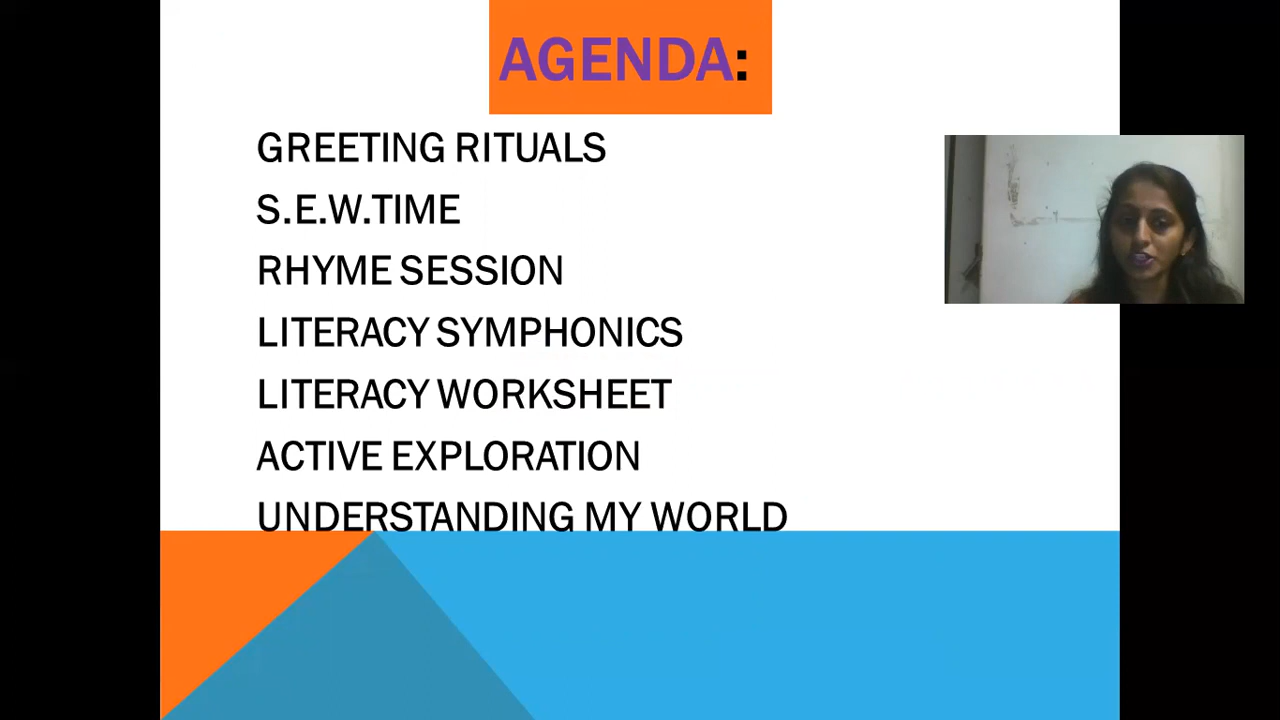 AGENDA:
GREETING RITUALS
S.E.W.TIME
RHYME SESSION
LITERACY SYMPHONICS
LITERACY WORKSHEET
ACTIVE EXPLORATION
UNDERSTANDING MY WORLD